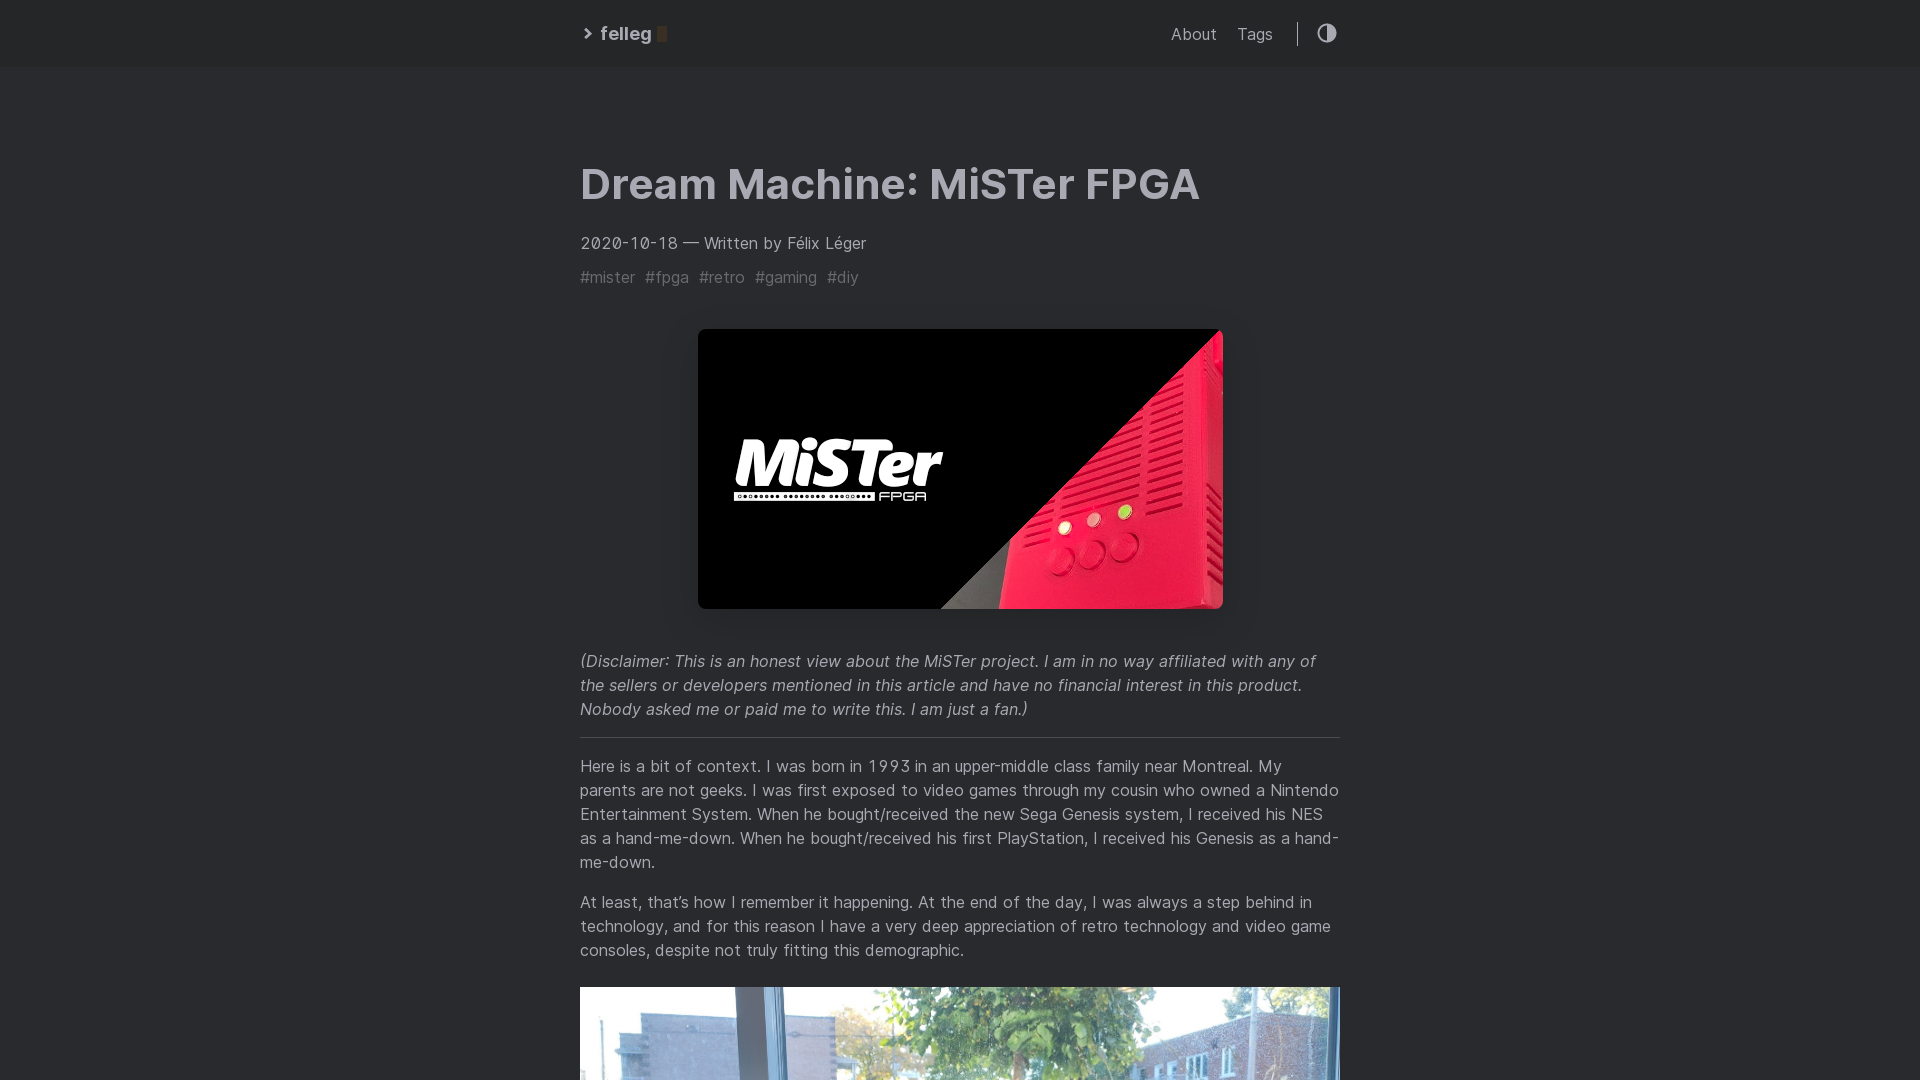 felleg
About
Tags
Dream Machine: MiSTer FPGA
2020-10-18 — Written by Félix Léger
#mister #fpga #retro #gaming #diy
MiSTer
FPGA
(Disclaimer: This is an honest view about the MiSTer project. I am in no way affiliated with any of
the sellers or developers mentioned in this article and have no financial interest in this product.
Nobody asked me or paid me to write this. I am just a fan.)
Here is a bit of context. I was born in 1993 in an upper-middle class family near Montreal. My
parents are not geeks. I was first exposed to video games through my cousin who owned a Nintendo
Entertainment System. When he bought/received the new Sega Genesis system, I received his NES
as a hand-me-down. When he bought/received his first PlayStation, I received his Genesis as a hand-
me-down.
At least, that’s how I remember it happening. At the end of the day, I was always a step behind in
technology, and for this reason I have a very deep appreciation of retro technology and video game
consoles, despite not truly fitting this demographic.